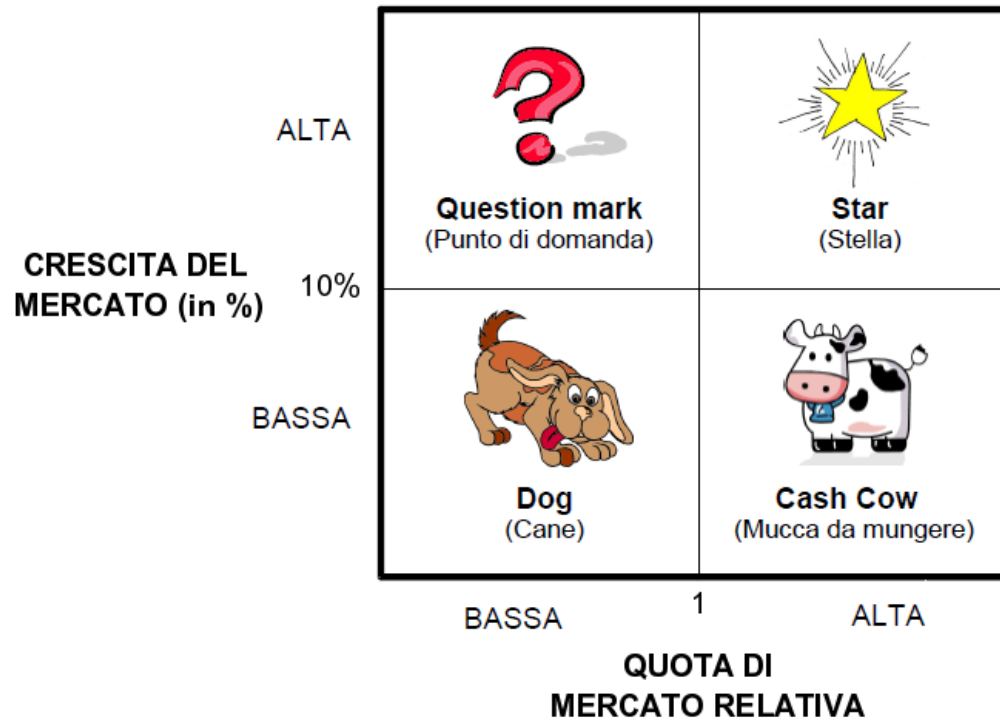 ALTA
Question mark
(Punto di domanda)
Star
(Stella)
CRESCITA DEL
MERCATO (in %)
10%
BASSA
Dog
(Cane)
Cash Cow
(Mucca da mungere)
BASSA
1
ALTA
QUOTA DI
MERCATO RELATIVA